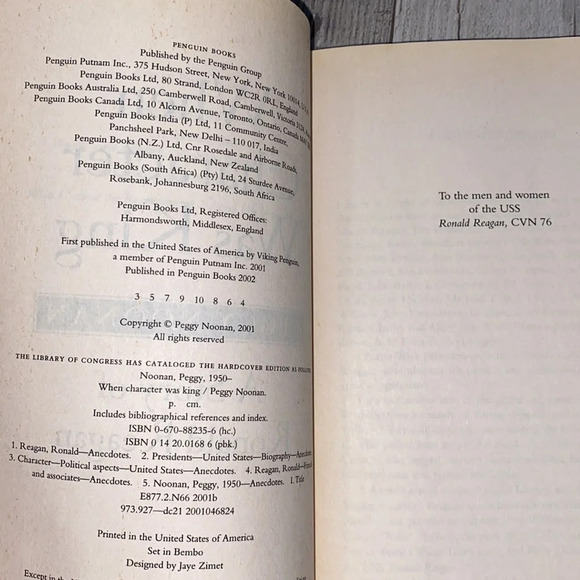 PENGUIN BOOKS
Published by the Penguin Group
Penguin Putnam Inc., 375 Hudson Street, New York, New York 10014,
Penguin Books Ltd, 80 Strand, London WC2R 0RL, England
Penguin Books Australia Ltd, 250 Camberwell Road, Camberwell, Victoria
Penguin Books Canada Ltd, 10 Alcorn Avenue, Toronto, Ontario, Canada
Penguin Books India (P) Ltd, 11 Community Centre,
Panchsheel Park, New Delhi – 110 017, India
Penguin Books (N.Z.) Ltd, Cnr Rosedale and Airborne Roads,
Albany, Auckland, New Zealand
Penguin Books (South Africa) (Pty) Ltd, 24 Sturdee Avenue,
Rosebank, Johannesburg 2196, South Africa
Penguin Books Ltd, Registered Offices:
Harmondsworth, Middlesex, England
First published in the United States of America by Viking Penguin,
a member of Penguin Putnam Inc. 2001
Published in Penguin Books 2002
3 5 7 9 10 8 6 4
Copyright © Peggy Noonan, 2001
All rights reserved
THE LIBRARY OF CONGRESS HAS CATALOGED THE HARDCOVER EDITION AS
Noonan, Peggy, 1950–
When character was king / Peggy Noonan.
p. cm.
Includes bibliographical references and index.
ISBN 0-670-88235-6 (hc.)
ISBN 0 14 20.0168 6 (pbk.)
1. Reagan, Ronald—Anecdotes. 2. Presidents—United States—Biography—
3. Character—Political aspects—United States—Anecdotes. 4. Reagan, Ronald—
and associates—Anecdotes. 5. Noonan, Peggy, 1950—Anecdotes. I. Title
E877.2.N66 2001b
973.927—dc21 2001046824
Printed in the United States of America
Set in Bembo
Designed by Jaye Zimet
Except in the
To the men and women
of the USS
Ronald Reagan, CVN 76